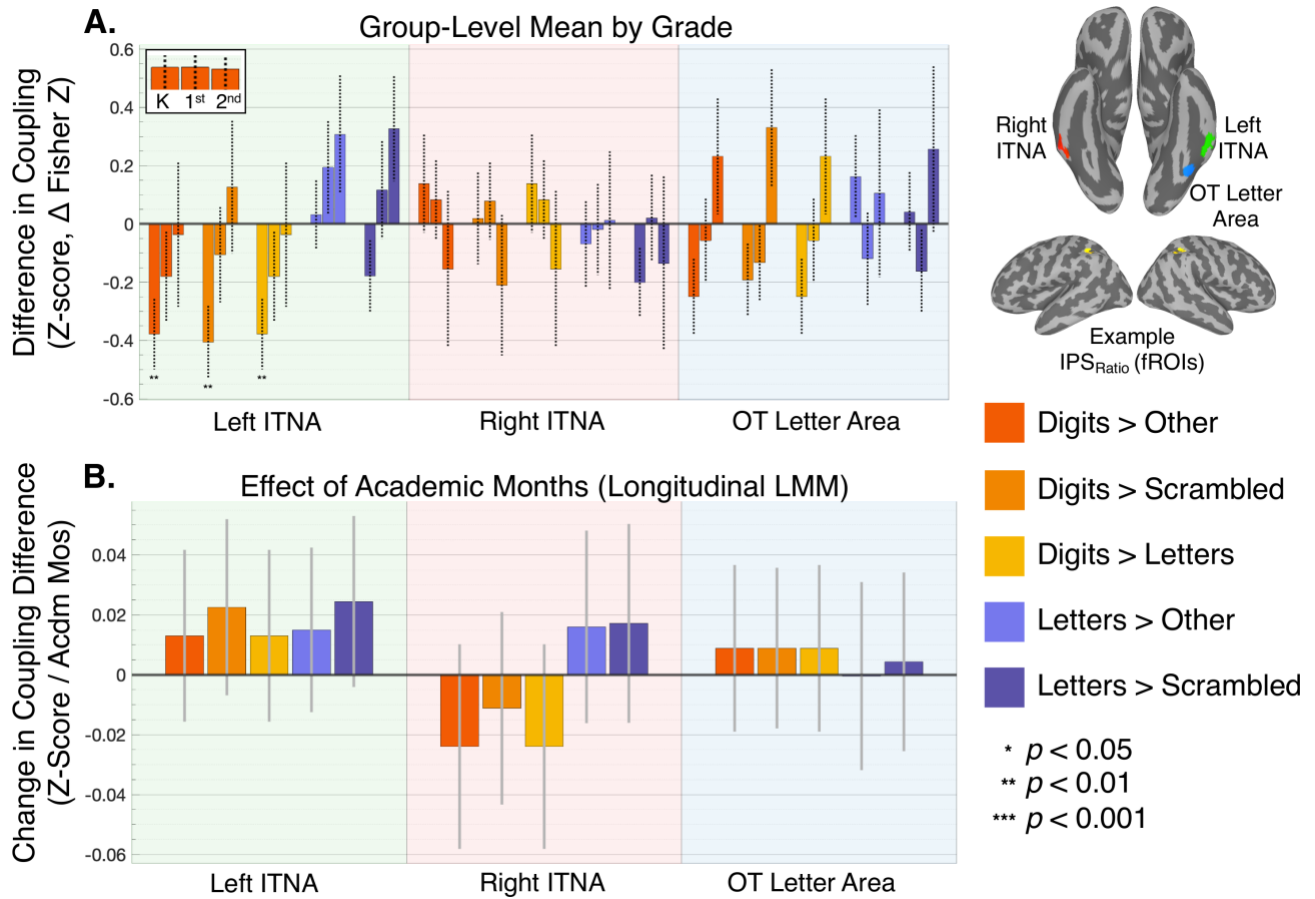 A.
Group-Level Mean by Grade
Difference in Coupling
(Z-score, Δ Fisher Z)
0.6
0.4
0.2
0
-0.2
-0.4
-0.6
K 1st 2nd
**
**
**
Left ITNA
Right ITNA
OT Letter Area
Right
ITNA
Left
ITNA
OT Letter
Area
Example
IPSRatio (fROIs)
B.
Effect of Academic Months (Longitudinal LMM)
Change in Coupling Difference
(Z-Score / Acdm Mos)
0.04
0.02
0
-0.02
-0.04
-0.06
Left ITNA
Right ITNA
OT Letter Area
Digits > Other
Digits > Scrambled
Digits > Letters
Letters > Other
Letters > Scrambled
* p < 0.05
** p < 0.01
*** p < 0.001